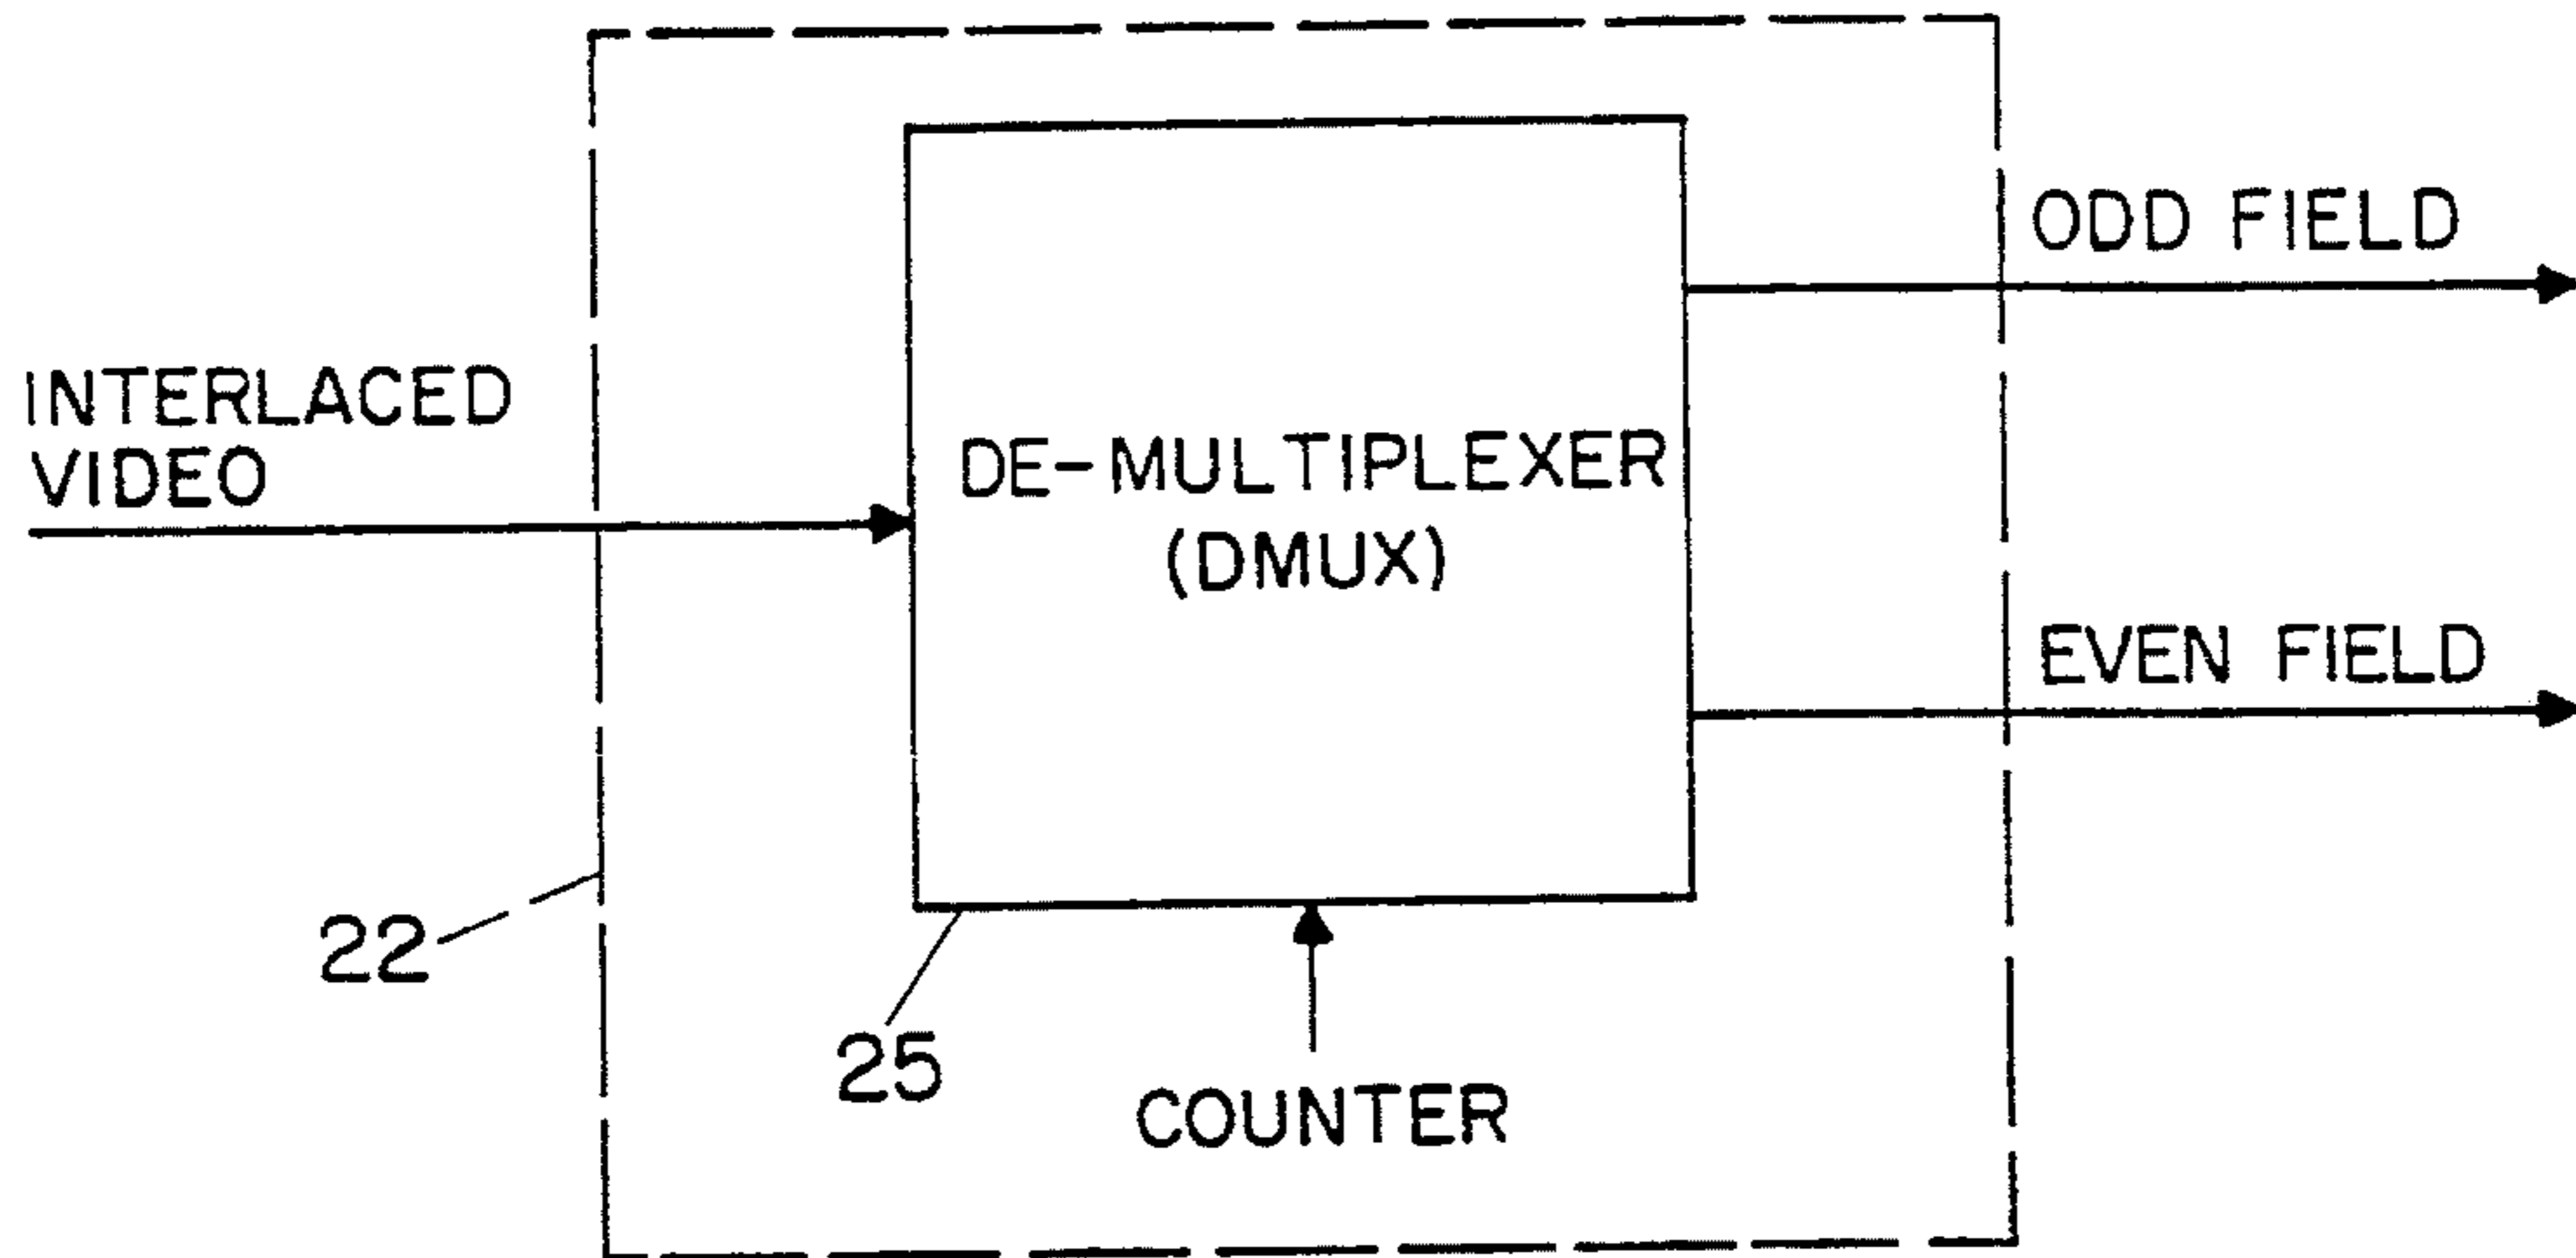 ODD FIELD
INTERLACED
VIDEO
DE-MULTIPLEXER
(DMUX)
EVEN FIELD
22
25
COUNTER